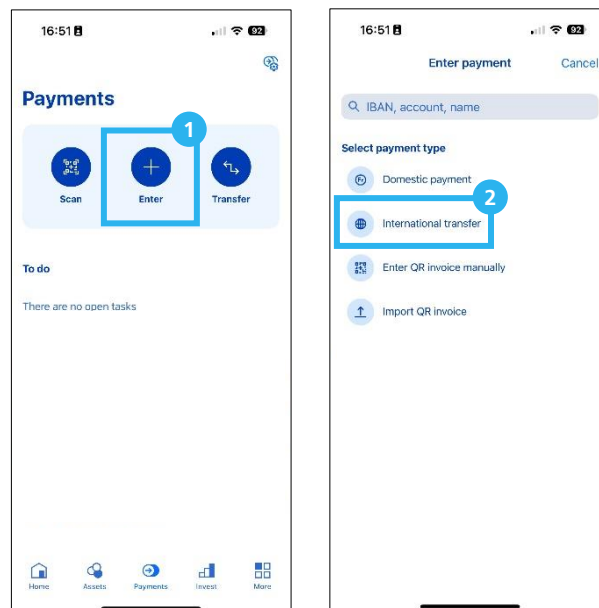 16:51
92
Payments
1
Scan
Enter
Transfer
To do
There are no open tasks
Home
Assets
Payments
Invest
More
16:51
92
Enter payment
Cancel
IBAN, account, name
Select payment type
Fr
Domestic payment
2
International transfer
Enter QR invoice manually
Import QR invoice